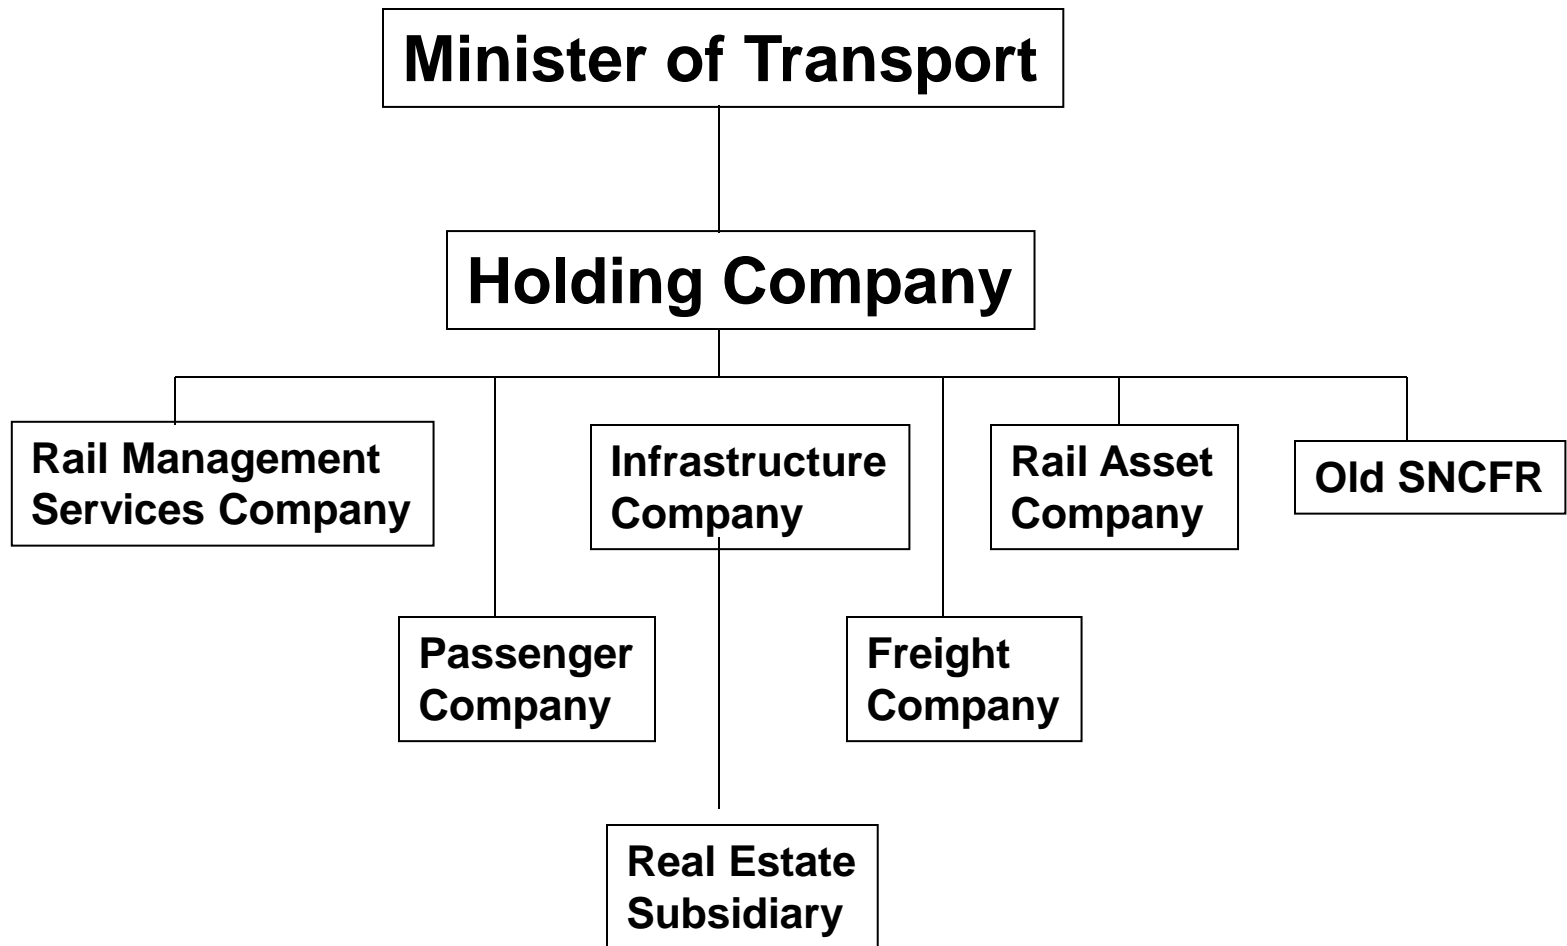 Minister of Transport
Holding Company
Rail Management
Services Company
Infrastructure
Company
Rail Asset
Company
Old SNCFR
Passenger
Company
Freight
Company
Real Estate
Subsidiary